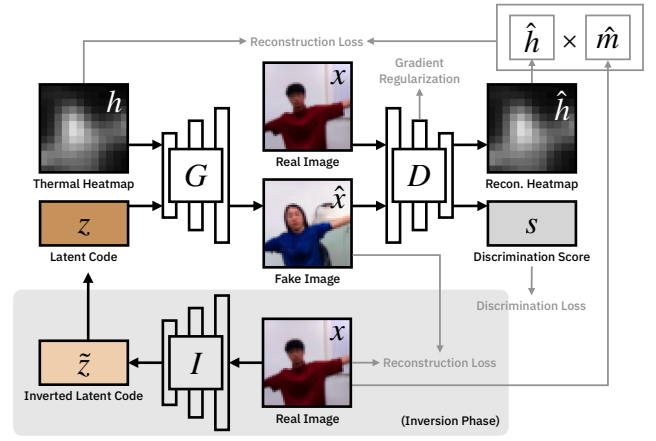 ĥ × m̂
Reconstruction Loss
Gradient
Regularization
h
x
ĥ
G
D
Thermal Heatmap
Real Image
Recon. Heatmap
z
x̂
s
Latent Code
Fake Image
Discrimination Score
Discrimination Loss
z̃
I
x
Reconstruction Loss
Inverted Latent Code
Real Image
(Inversion Phase)